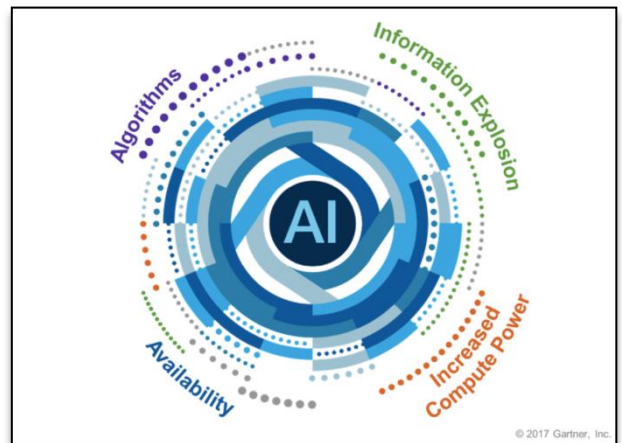 Algorithms
Information Explosion
AI
Availability
Increased
Compute Power
© 2017 Gartner, Inc.